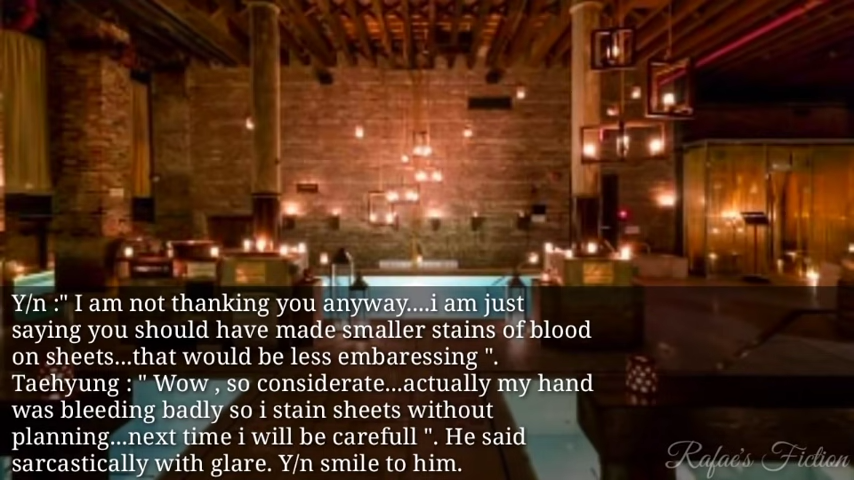 Y/n :" I am not thanking you anyway....i am just
saying you should have made smaller stains of blood
on sheets...that would be less embaressing ".
Taehyung : " Wow , so considerate...actually my hand
was bleeding badly so i stain sheets without
planning...next time i will be carefull ". He said
sarcastically with glare. Y/n smile to him.
Rafae's Fiction